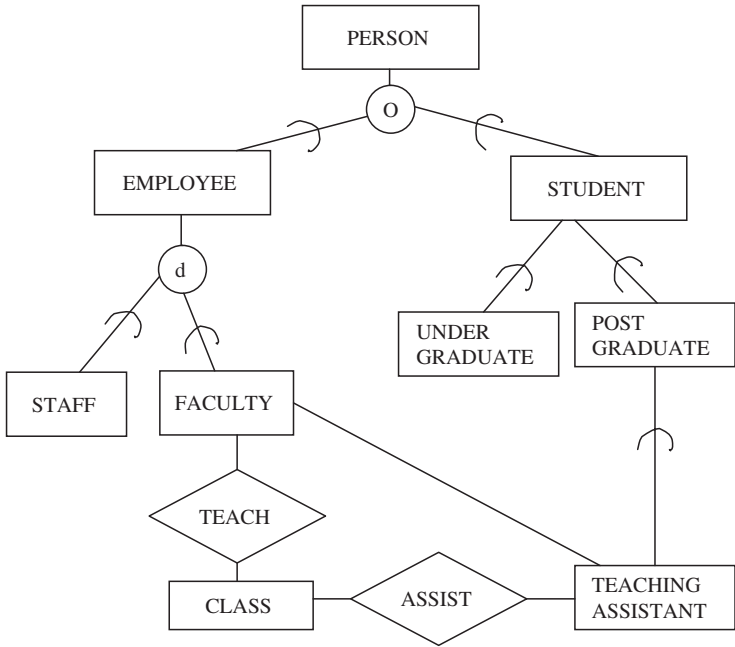 PERSON
O
EMPLOYEE
STUDENT
d
UNDER
GRADUATE
POST
GRADUATE
STAFF
FACULTY
TEACH
CLASS
ASSIST
TEACHING
ASSISTANT